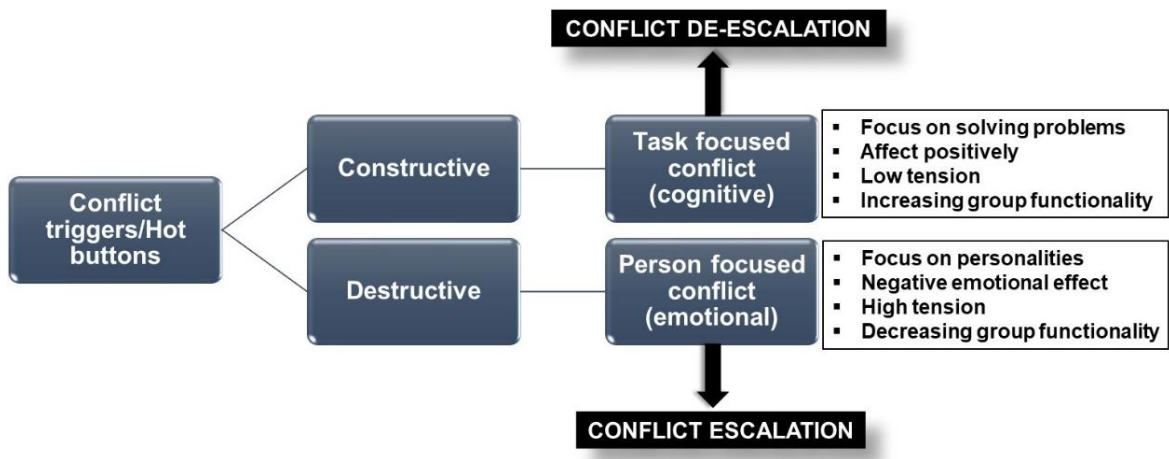 CONFLICT DE-ESCALATION
Conflict
triggers/Hot
buttons
Constructive
Task focused
conflict
(cognitive)
▪ Focus on solving problems
▪ Affect positively
▪ Low tension
▪ Increasing group functionality
Destructive
Person focused
conflict
(emotional)
▪ Focus on personalities
▪ Negative emotional effect
▪ High tension
▪ Decreasing group functionality
CONFLICT ESCALATION